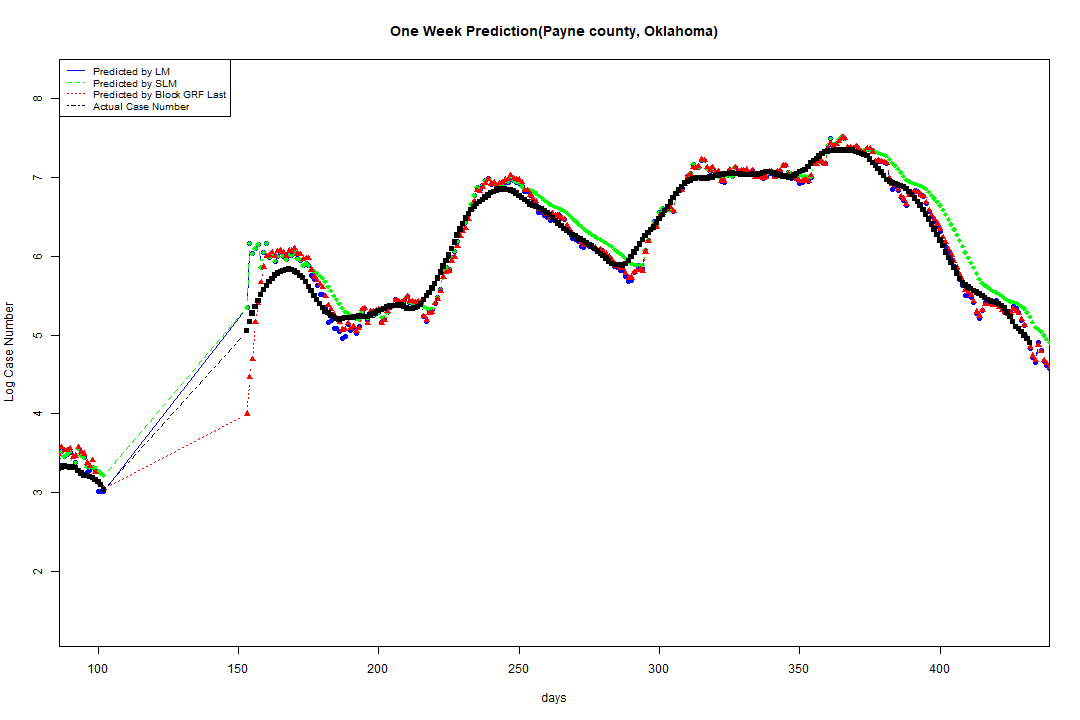 One Week Prediction(Payne county, Oklahoma)
Predicted by LM
Predicted by SLM
Predicted by Block GRF Last
Actual Case Number
8
7
6
5
4
3
2
Log Case Number
100 150 200 250 300 350 400
days